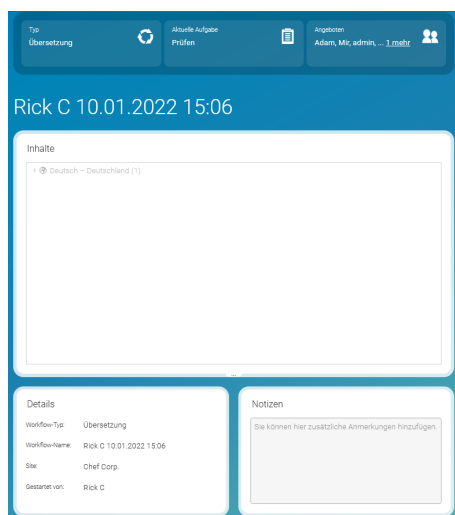 Typ
Übersetzung
Aktuelle Aufgabe
Prüfen
Angeboten
Adam, Mir, admin, ... 1 mehr
Rick C 10.01.2022 15:06
Inhalte
Deutsch – Deutschland (1)
...
Details
Workflow-Typ: Übersetzung
Workflow-Name: Rick C 10.01.2022 15:06
Site: Chef Corp.
Gestartet von: Rick C
Notizen
Sie können hier zusätzliche Anmerkungen hinzufügen.